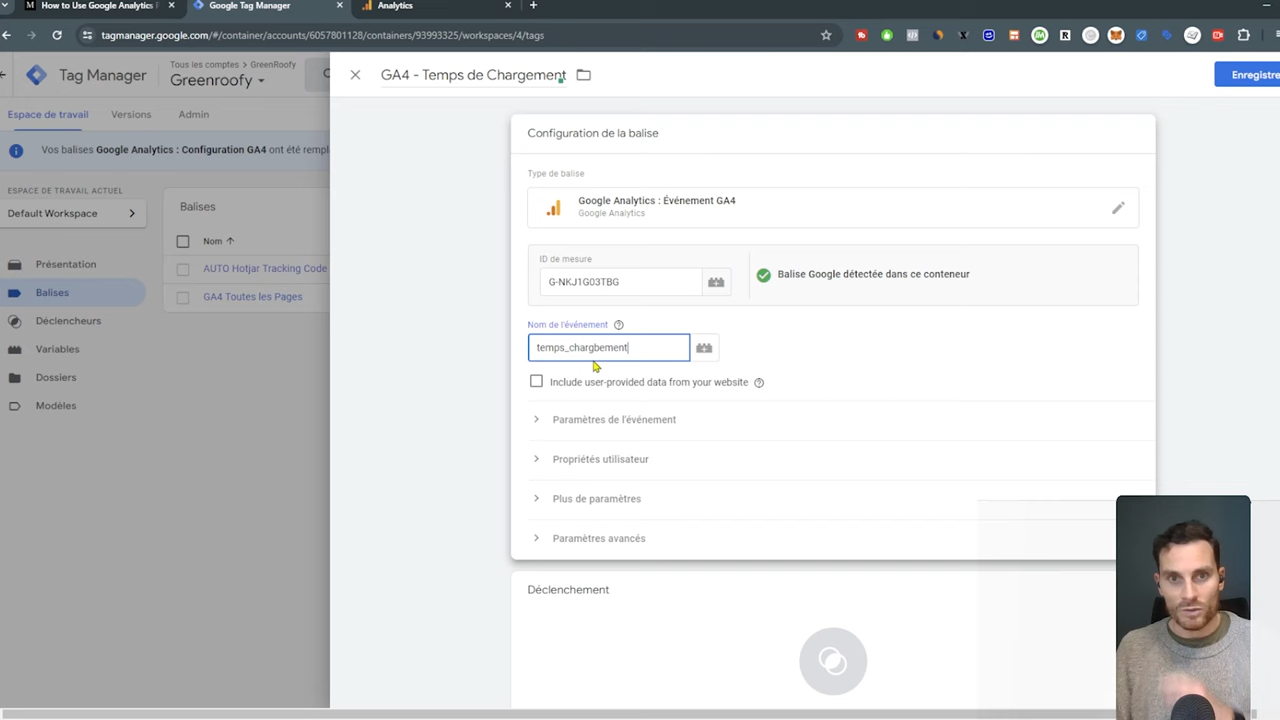 How to Use Google Analytics
Google Tag Manager
Analytics
tagmanager.google.com/#/container/accounts/6057801128/containers/93993325/workspaces/4/tags
Tag Manager
Tous les comptes > GreenRoofy
Greenroofy
GA4 - Temps de Chargement
Enregistre
Espace de travail
Versions
Admin
Vos balises Google Analytics : Configuration GA4 ont été rempl
ESPACE DE TRAVAIL ACTUEL
Default Workspace
Présentation
Balises
Déclencheurs
Variables
Dossiers
Modèles
Balises
Nom
AUTO Hotjar Tracking Code
GA4 Toutes les Pages
Configuration de la balise
Type de balise
Google Analytics : Événement GA4
Google Analytics
ID de mesure
G-NKJ1G03TBG
Balise Google détectée dans ce conteneur
Nom de l'événement
temps_chargbement
Include user-provided data from your website
Paramètres de l'événement
Propriétés utilisateur
Plus de paramètres
Paramètres avancés
Déclenchement